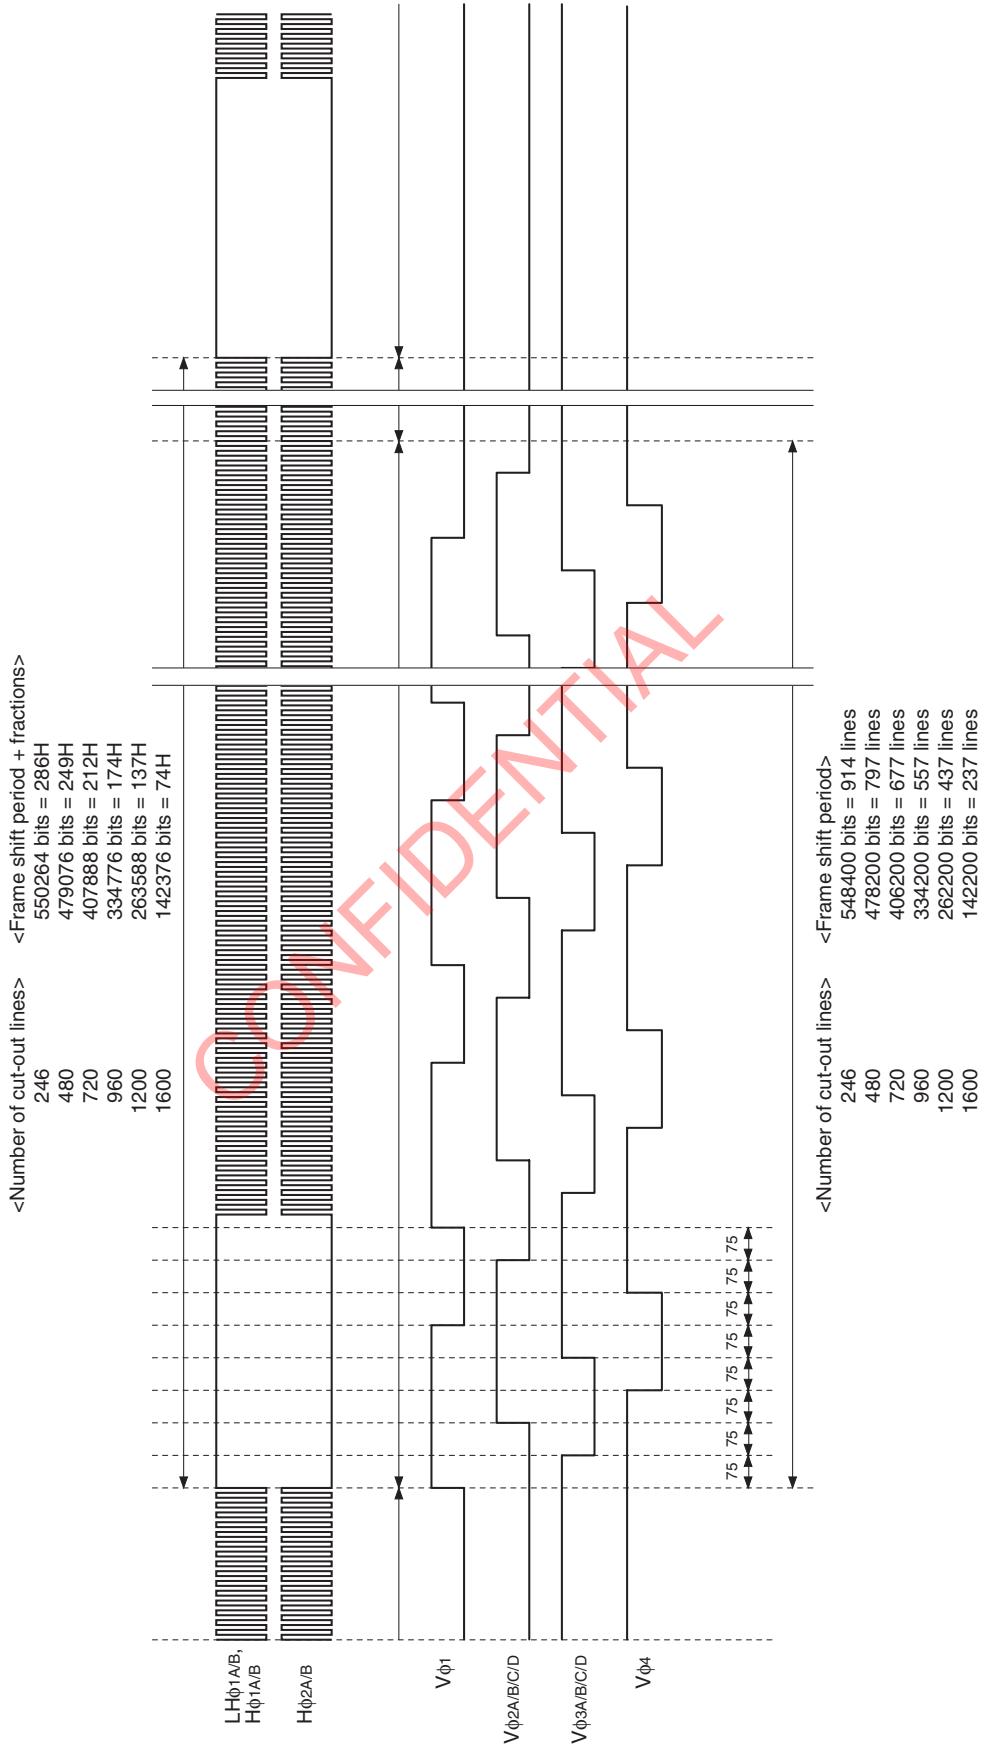 <Number of cut-out lines> <Frame shift period + fractions>
246 550264 bits = 286H
480 479076 bits = 249H
720 407888 bits = 212H
960 334776 bits = 174H
1200 263588 bits = 137H
1600 142376 bits = 74H
LHϕ1A/B,
Hϕ1A/B
Hϕ2A/B
Vϕ1
Vϕ2A/B/C/D
Vϕ3A/B/C/D
Vϕ4
75 75 75 75 75 75 75 75
<Number of cut-out lines> <Frame shift period>
246 548400 bits = 914 lines
480 478200 bits = 797 lines
720 406200 bits = 677 lines
960 334200 bits = 557 lines
1200 262200 bits = 437 lines
1600 142200 bits = 237 lines
CONFIDENTIAL